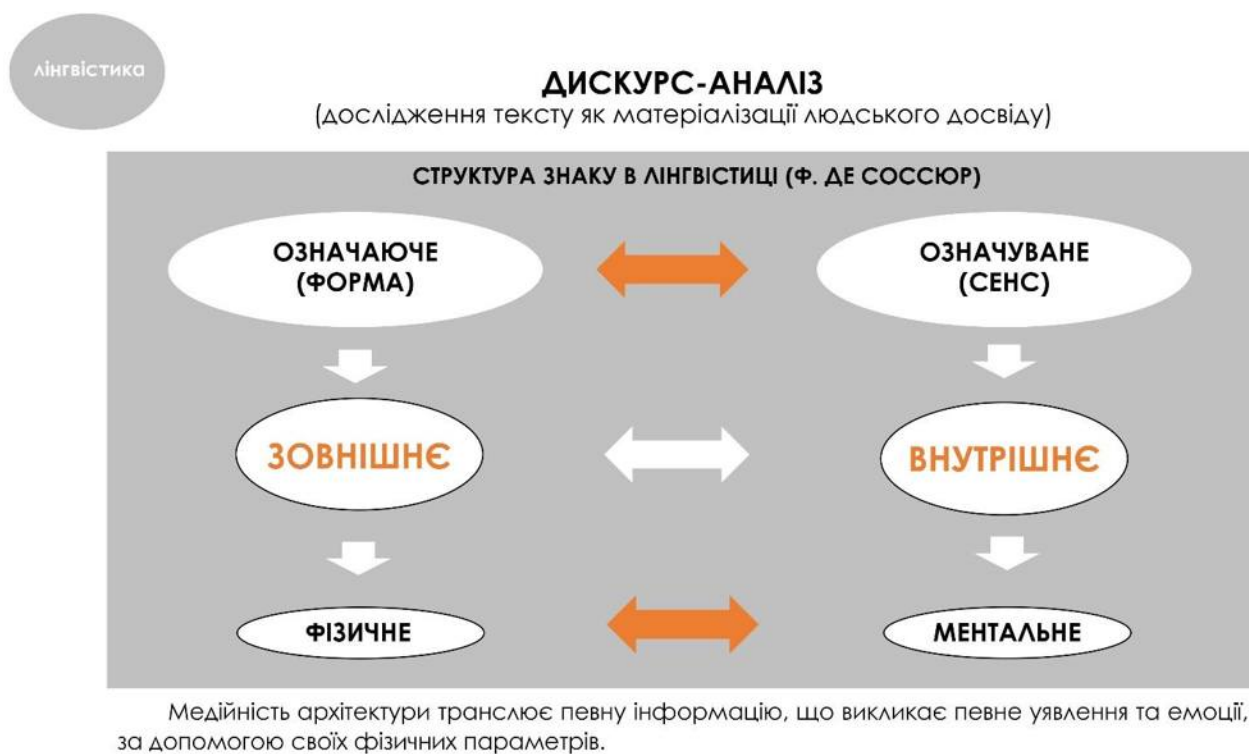 лінгвістика
ДИСКУРС-АНАЛІЗ
(дослідження тексту як матеріалізації людського досвіду)
СТРУКТУРА ЗНАКУ В ЛІНГВІСТИЦІ (Ф. ДЕ СОССЮР)
ОЗНАЧАЮЧЕ
(ФОРМА)
ОЗНАЧУВАНЕ
(СЕНС)
ЗОВНІШНЄ
ВНУТРІШНЄ
ФІЗИЧНЕ
МЕНТАЛЬНЕ
Медійність архітектури транслює певну інформацію, що викликає певне уявлення та емоції,
за допомогою своїх фізичних параметрів.